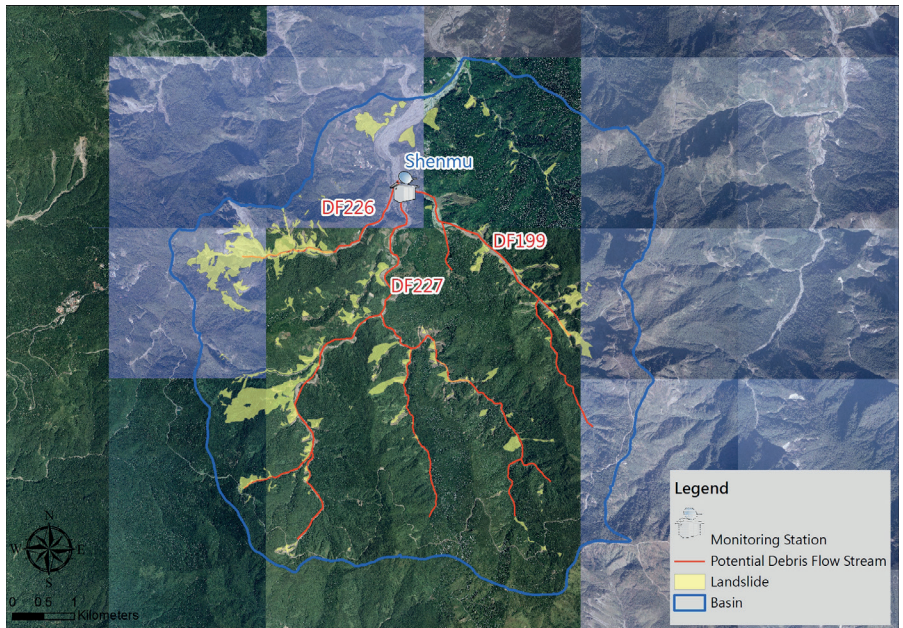 Shenmu
DF226
DF199
DF227
Legend
Monitoring Station
Potential Debris Flow Stream
Landslide
Basin
N
W
E
S
0 0.5 1
Kilometers